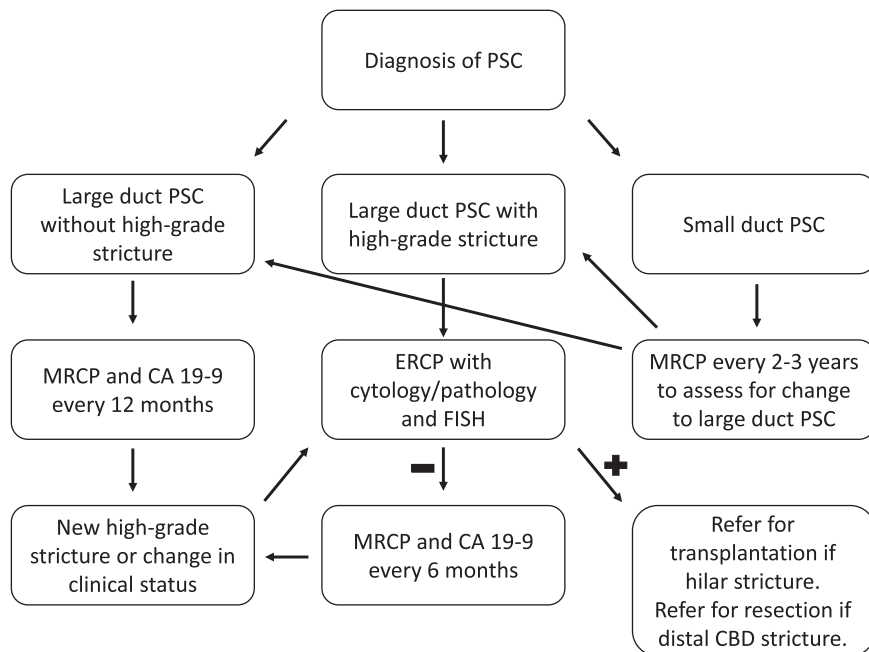 Diagnosis of PSC
Large duct PSC
without high-grade
stricture
Large duct PSC with
high-grade stricture
Small duct PSC
MRCP and CA 19-9
every 12 months
ERCP with
cytology/pathology
and FISH
MRCP every 2-3 years
to assess for change
to large duct PSC
New high-grade
stricture or change in
clinical status
MRCP and CA 19-9
every 6 months
Refer for
transplantation if
hilar stricture.
Refer for resection if
distal CBD stricture.